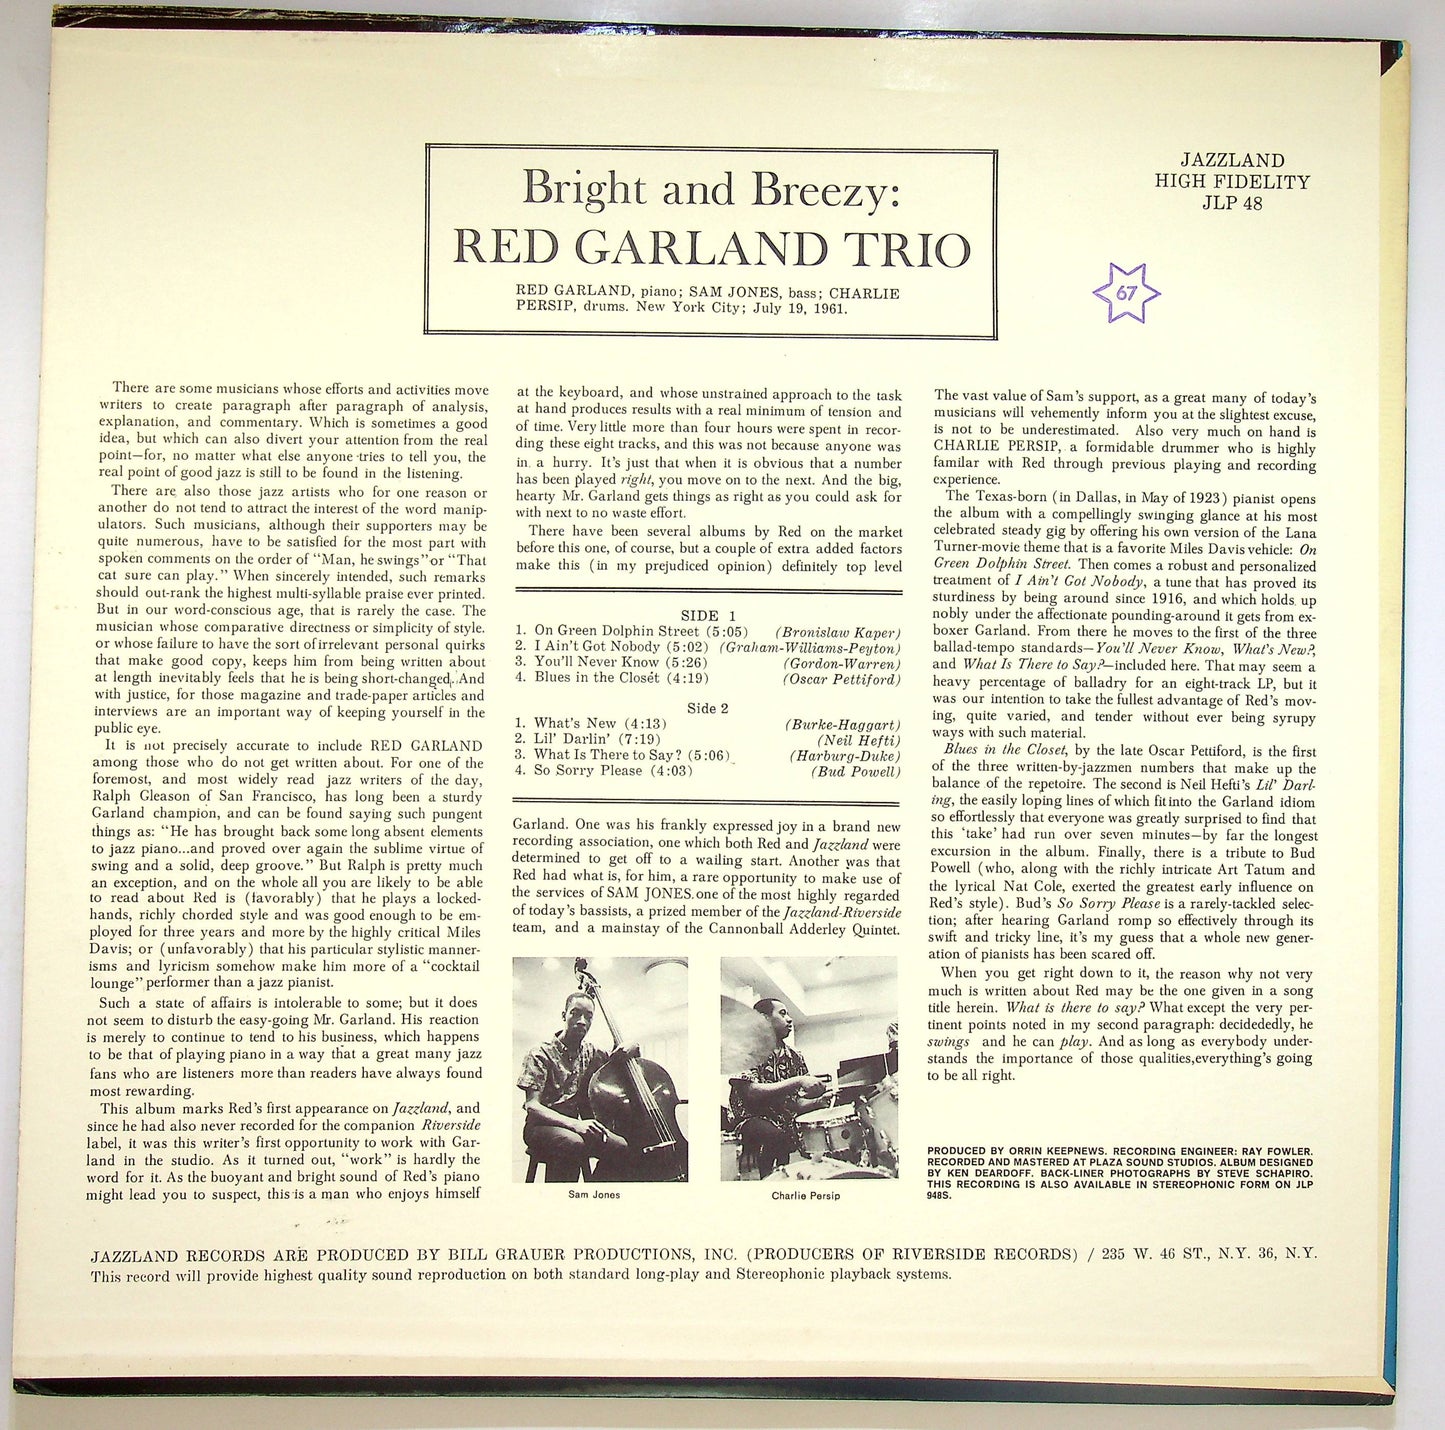 Bright and Breezy:
RED GARLAND TRIO
RED GARLAND, piano; SAM JONES, bass; CHARLIE
PERSIP, drums. New York City; July 19, 1961.
JAZZLAND
HIGH FIDELITY
JLP 48
67
There are some musicians whose efforts and activities move
writers to create paragraph after paragraph of analysis,
explanation, and commentary. Which is sometimes a good
idea, but which can also divert your attention from the real
point—for, no matter what else anyone tries to tell you, the
real point of good jazz is still to be found in the listening.
There are also those jazz artists who for one reason or
another do not tend to attract the interest of the word manip-
ulators. Such musicians, although their supporters may be
quite numerous, have to be satisfied for the most part with
spoken comments on the order of "Man, he swings" or "That
cat sure can play." When sincerely intended, such remarks
should out-rank the highest multi-syllable praise ever printed.
But in our word-conscious age, that is rarely the case. The
musician whose comparative directness or simplicity of style.
or whose failure to have the sort of irrelevant personal quirks
that make good copy, keeps him from being written about
at length inevitably feels that he is being short-changed. And
with justice, for those magazine and trade-paper articles and
interviews are an important way of keeping yourself in the
public eye.
It is not precisely accurate to include RED GARLAND
among those who do not get written about. For one of the
foremost, and most widely read jazz writers of the day,
Ralph Gleason of San Francisco, has long been a sturdy
Garland champion, and can be found saying such pungent
things as: "He has brought back some long absent elements
to jazz piano...and proved over again the sublime virtue of
swing and a solid, deep groove." But Ralph is pretty much
an exception, and on the whole all you are likely to be able
to read about Red is (favorably) that he plays a locked-
hands, richly chorded style and was good enough to be em-
ployed for three years and more by the highly critical Miles
Davis; or (unfavorably) that his particular stylistic manner-
isms and lyricism somehow make him more of a "cocktail
lounge" performer than a jazz pianist.
Such a state of affairs is intolerable to some; but it does
not seem to disturb the easy-going Mr. Garland. His reaction
is merely to continue to tend to his business, which happens
to be that of playing piano in a way that a great many jazz
fans who are listeners more than readers have always found
most rewarding.
This album marks Red's first appearance on Jazzland, and
since he had also never recorded for the companion Riverside
label, it was this writer's first opportunity to work with Gar-
land in the studio. As it turned out, "work" is hardly the
word for it. As the buoyant and bright sound of Red's piano
might lead you to suspect, this is a man who enjoys himself
at the keyboard, and whose unstrained approach to the task
at hand produces results with a real minimum of tension and
of time. Very little more than four hours were spent in recor-
ding these eight tracks, and this was not because anyone was
in a hurry. It's just that when it is obvious that a number
has been played right, you move on to the next. And the big,
hearty Mr. Garland gets things as right as you could ask for
with next to no waste effort.
There have been several albums by Red on the market
before this one, of course, but a couple of extra added factors
make this (in my prejudiced opinion) definitely top level
SIDE 1
1. On Green Dolphin Street (5:05) (Bronislaw Kaper)
2. I Ain't Got Nobody (5:02) (Graham-Williams-Peyton)
3. You'll Never Know (5:26) (Gordon-Warren)
4. Blues in the Closet (4:19) (Oscar Pettiford)
Side 2
1. What's New (4:13) (Burke-Haggart)
2. Lil' Darlin' (7:19) (Neil Hefti)
3. What Is There to Say? (5:06) (Harburg-Duke)
4. So Sorry Please (4:03) (Bud Powell)
Garland. One was his frankly expressed joy in a brand new
recording association, one which both Red and Jazzland were
determined to get off to a wailing start. Another was that
Red had what is, for him, a rare opportunity to make use of
the services of SAM JONES.one of the most highly regarded
of today's bassists, a prized member of the Jazzland-Riverside
team, and a mainstay of the Cannonball Adderley Quintet.
Sam Jones
Charlie Persip
The vast value of Sam's support, as a great many of today's
musicians will vehemently inform you at the slightest excuse,
is not to be underestimated. Also very much on hand is
CHARLIE PERSIP, a formidable drummer who is highly
familar with Red through previous playing and recording
experience.
The Texas-born (in Dallas, in May of 1923) pianist opens
the album with a compellingly swinging glance at his most
celebrated steady gig by offering his own version of the Lana
Turner-movie theme that is a favorite Miles Davis vehicle: On
Green Dolphin Street. Then comes a robust and personalized
treatment of I Ain't Got Nobody, a tune that has proved its
sturdiness by being around since 1916, and which holds up
nobly under the affectionate pounding-around it gets from ex-
boxer Garland. From there he moves to the first of the three
ballad-tempo standards—You'll Never Know, What's New?,
and What Is There to Say?—included here. That may seem a
heavy percentage of balladry for an eight-track LP, but it
was our intention to take the fullest advantage of Red's mov-
ing, quite varied, and tender without ever being syrupy
ways with such material.
Blues in the Closet, by the late Oscar Pettiford, is the first
of the three written-by-jazzmen numbers that make up the
balance of the repetoire. The second is Neil Hefti's Lil' Darl-
ing, the easily loping lines of which fit into the Garland idiom
so effortlessly that everyone was greatly surprised to find that
this 'take' had run over seven minutes—by far the longest
excursion in the album. Finally, there is a tribute to Bud
Powell (who, along with the richly intricate Art Tatum and
the lyrical Nat Cole, exerted the greatest early influence on
Red's style). Bud's So Sorry Please is a rarely-tackled selec-
tion; after hearing Garland romp so effectively through its
swift and tricky line, it's my guess that a whole new gener-
ation of pianists has been scared off.
When you get right down to it, the reason why not very
much is written about Red may be the one given in a song
title herein. What is there to say? What except the very per-
tinent points noted in my second paragraph: decidededly, he
swings and he can play. And as long as everybody under-
stands the importance of those qualities,everything's going
to be all right.
PRODUCED BY ORRIN KEEPNEWS. RECORDING ENGINEER: RAY FOWLER.
RECORDED AND MASTERED AT PLAZA SOUND STUDIOS. ALBUM DESIGNED
BY KEN DEARDOFF. BACK-LINER PHOTOGRAPHS BY STEVE SCHAPIRO.
THIS RECORDING IS ALSO AVAILABLE IN STEREOPHONIC FORM ON JLP
948S.
JAZZLAND RECORDS ARE PRODUCED BY BILL GRAUER PRODUCTIONS, INC. (PRODUCERS OF RIVERSIDE RECORDS) / 235 W. 46 ST., N.Y. 36, N.Y.
This record will provide highest quality sound reproduction on both standard long-play and Stereophonic playback systems.